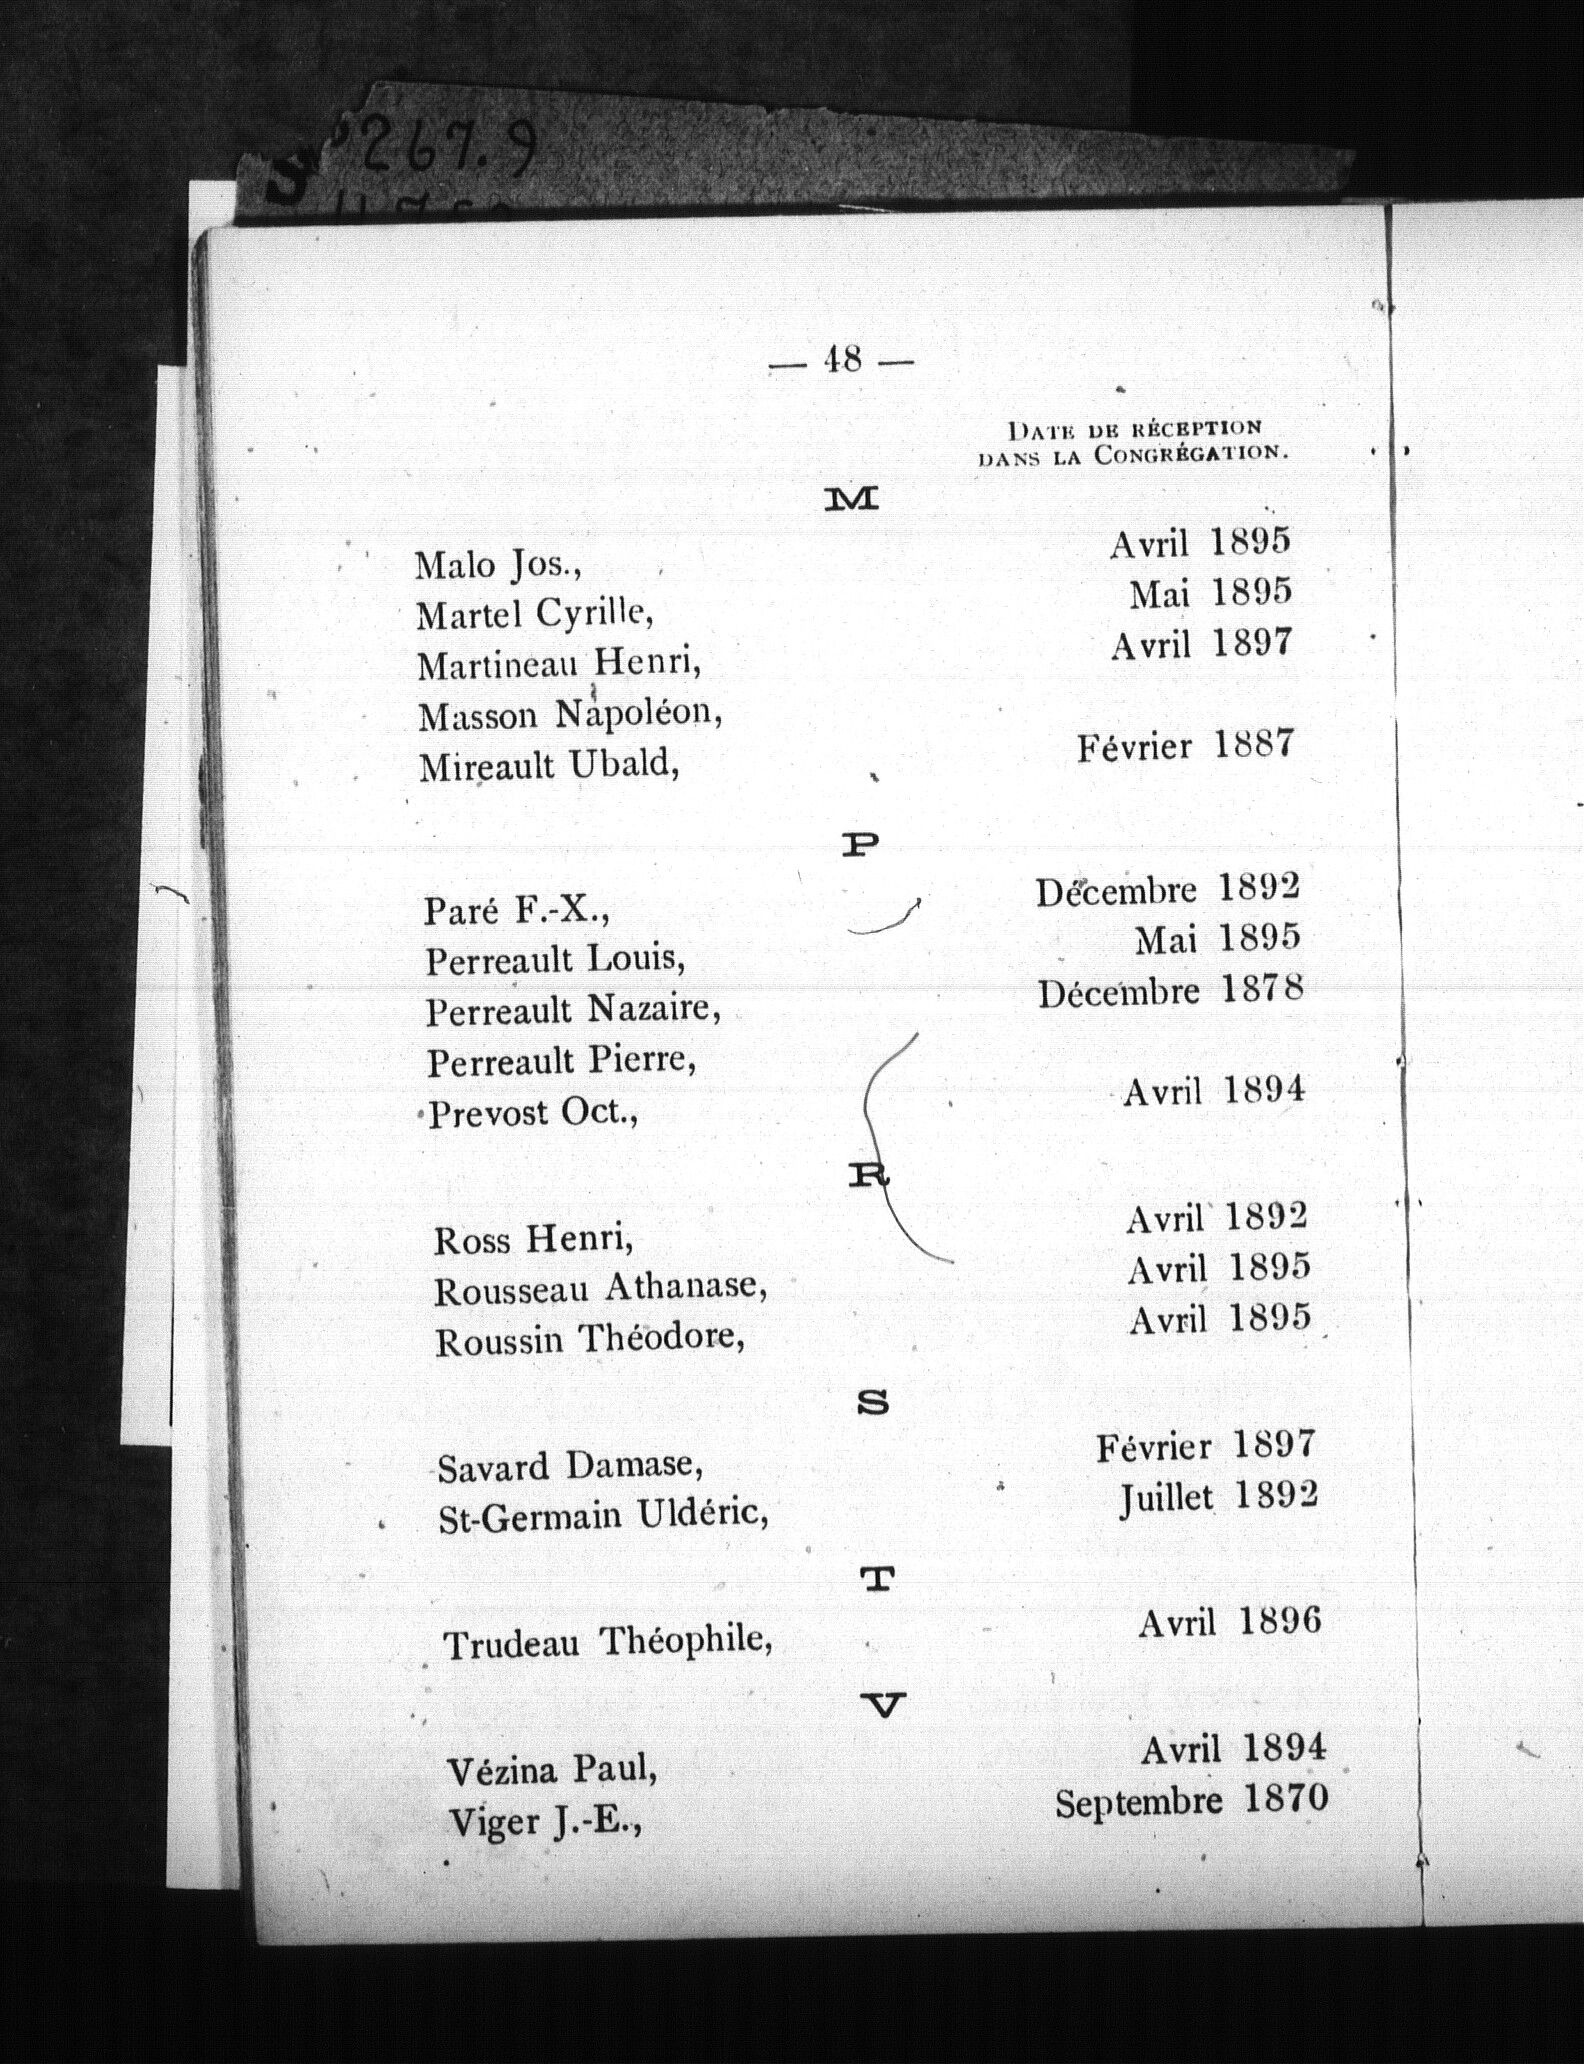 S 267.9
— 48 —
DATE DE RÉCEPTION
DANS LA CONGRÉGATION.
M
Malo Jos., Avril 1895
Martel Cyrille, Mai 1895
Martineau Henri, Avril 1897
Masson Napoléon,
Mireault Ubald, Février 1887
P
Paré F.-X., Décembre 1892
Perreault Louis, Mai 1895
Perreault Nazaire, Décembre 1878
Perreault Pierre,
Prevost Oct., Avril 1894
R
Ross Henri, Avril 1892
Rousseau Athanase, Avril 1895
Roussin Théodore, Avril 1895
S
Savard Damase, Février 1897
St-Germain Uldéric, Juillet 1892
T
Trudeau Théophile, Avril 1896
V
Vézina Paul, Avril 1894
Viger J.-E., Septembre 1870